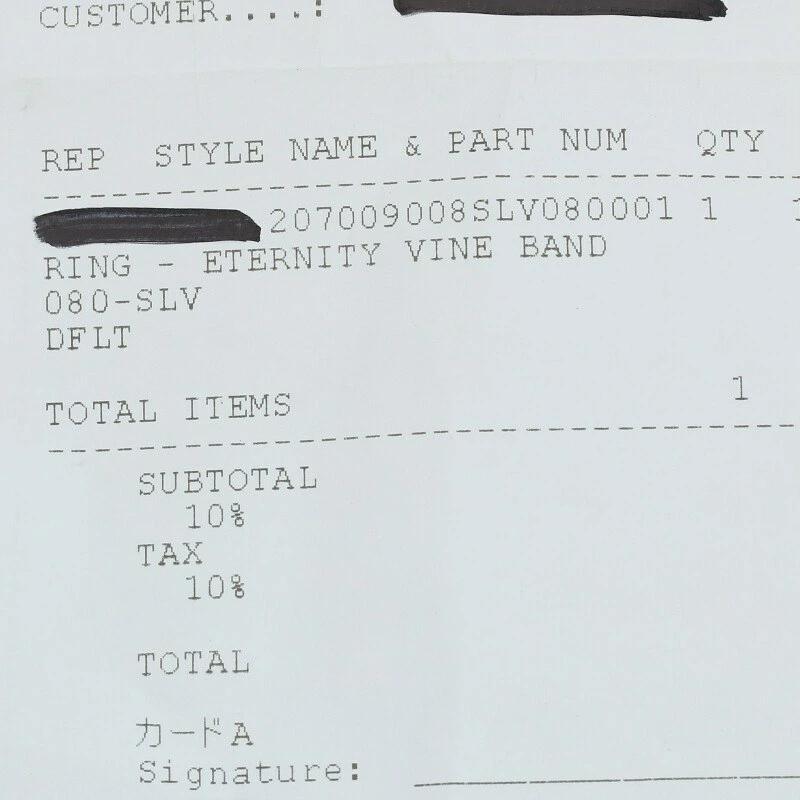 CUSTOMER....:
REP STYLE NAME & PART NUM QTY
207009008SLV080001 1
RING - ETERNITY VINE BAND
080-SLV
DFLT
TOTAL ITEMS 1
SUBTOTAL
10%
TAX
10%
TOTAL
カードA
Signature: